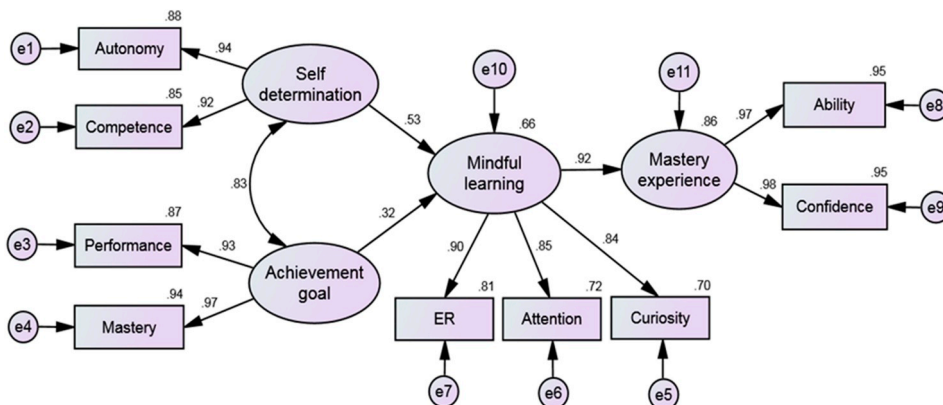 .88
e1
Autonomy
.94
Self
determination
.85
e2
Competence
.92
.83
.87
e3
Performance
.93
Achievement
goal
.94
e4
Mastery
.97
.53
.32
e10
.66
Mindful
learning
.92
e11
.86
Mastery
experience
.97
.95
Ability
e8
.98
.95
Confidence
e9
.90
.85
.84
.81
ER
.72
Attention
.70
Curiosity
e7
e6
e5